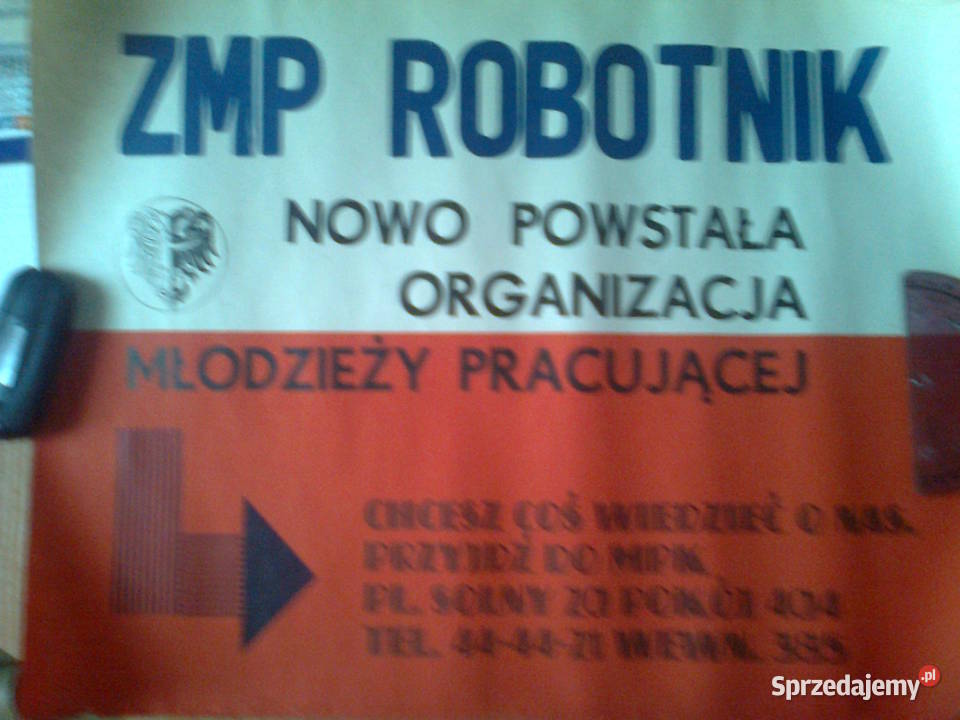 ZMP ROBOTNIK
NOWO POWSTAŁA
ORGANIZACJA
MŁODZIEŻY PRACUJĄCEJ
CHCESZ COŚ WIEDZIEĆ O NAS.
PRZYJDŹ DO MPK
PL. SOLNY 20 POKÓJ 404
TEL. 44-44-21 WEWN.
Sprzedajemy.pl